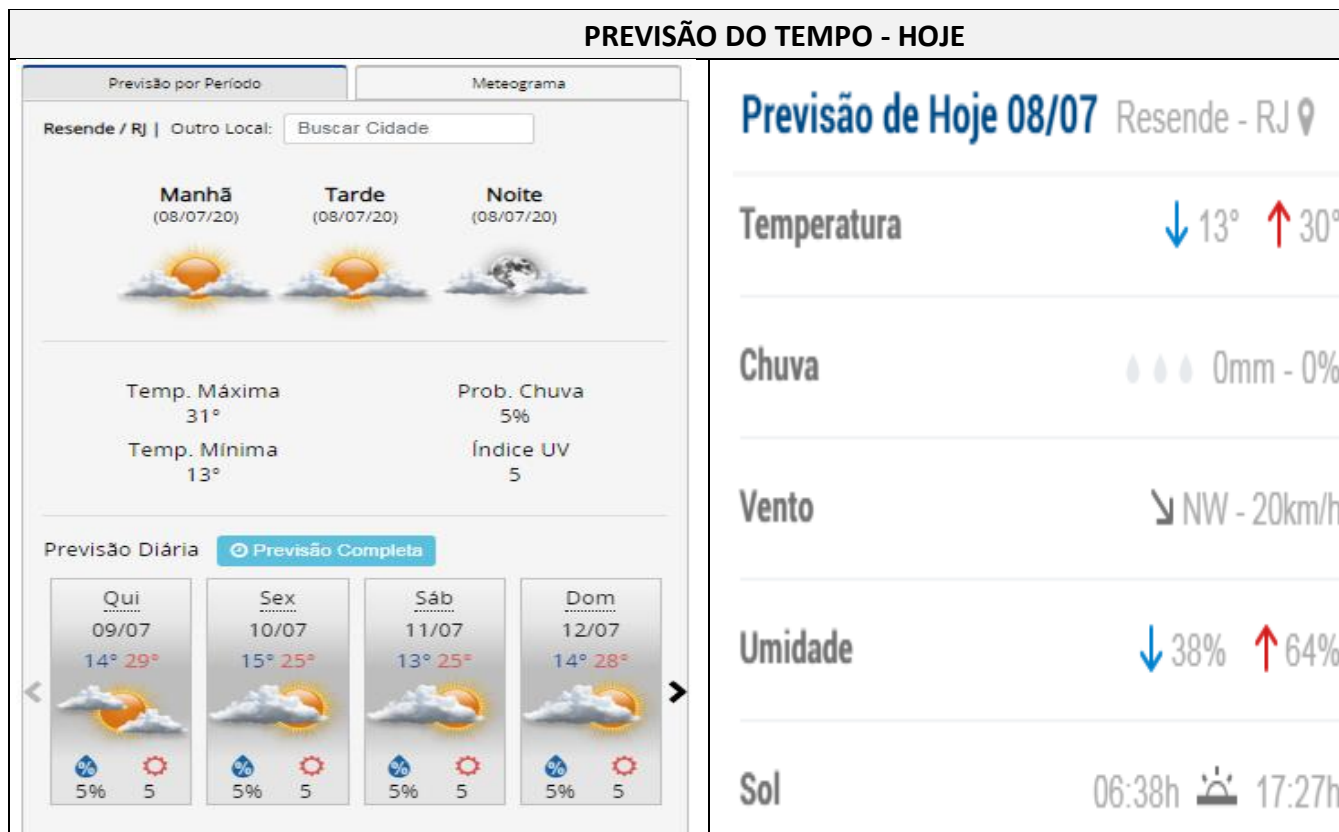 PREVISÃO DO TEMPO - HOJE
Previsão por Período
Meteograma
Resende / RJ | Outro Local: Buscar Cidade
Manhã Tarde Noite
(08/07/20) (08/07/20) (08/07/20)
Temp. Máxima Prob. Chuva
31° 5%
Temp. Mínima Índice UV
13° 5
Previsão Diária Previsão Completa
Qui Sex Sáb Dom
09/07 10/07 11/07 12/07
14° 29° 15° 25° 13° 25° 14° 28°
< >
% % % %
5% 5 5% 5 5% 5 5% 5
Previsão de Hoje 08/07 Resende - RJ
Temperatura ↓ 13° ↑ 30°
Chuva 0mm - 0%
Vento NW - 20km/h
Umidade ↓ 38% ↑ 64%
Sol 06:38h 17:27h